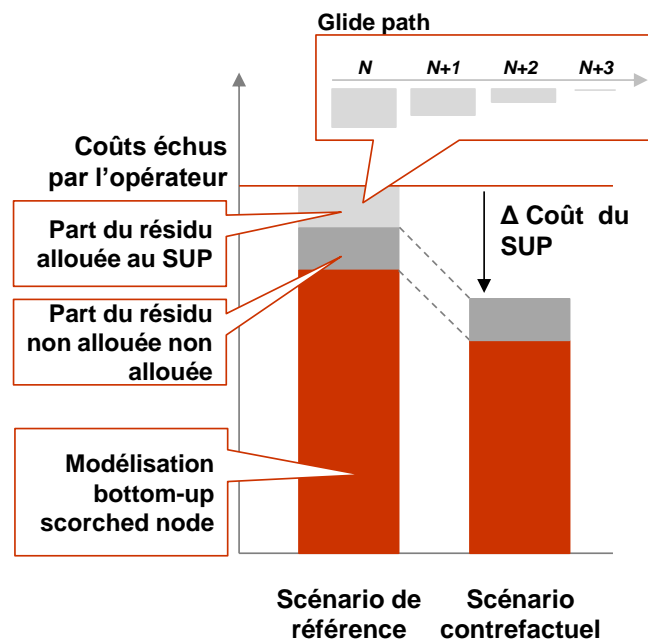 Glide path
N N+1 N+2 N+3
Coûts échus
par l'opérateur
Part du résidu
allouée au SUP
Δ Coût du
SUP
Part du résidu
non allouée non
allouée
Modélisation
bottom-up
scorched node
Scénario de
référence
Scénario
contrefactuel